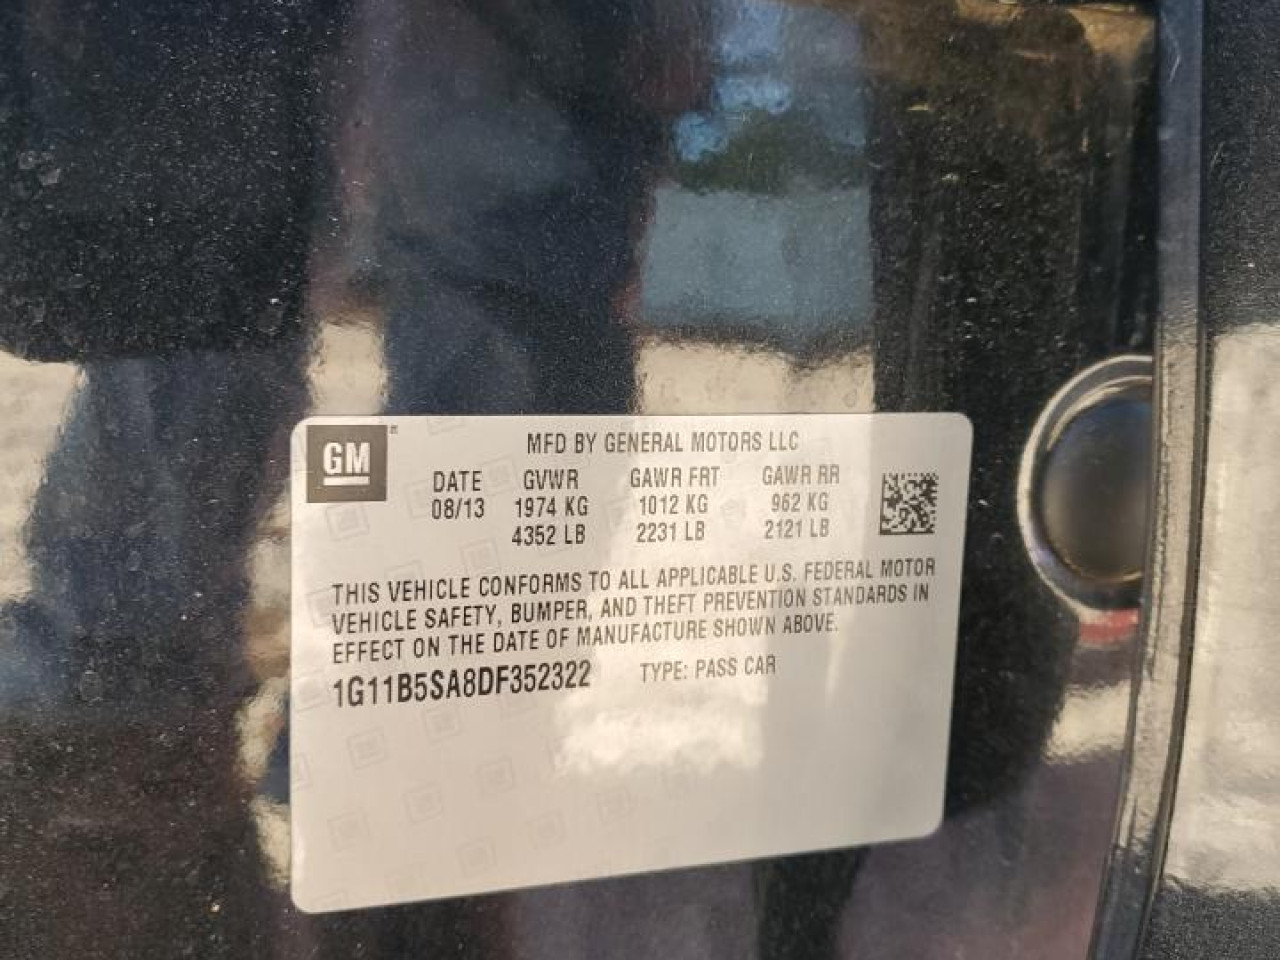 GM
MFD BY GENERAL MOTORS LLC
DATE GVWR GAWR FRT GAWR RR
08/13 1974 KG 1012 KG 962 KG
4352 LB 2231 LB 2121 LB
THIS VEHICLE CONFORMS TO ALL APPLICABLE U.S. FEDERAL MOTOR
VEHICLE SAFETY, BUMPER, AND THEFT PREVENTION STANDARDS IN
EFFECT ON THE DATE OF MANUFACTURE SHOWN ABOVE.
1G11B5SA8DF352322 TYPE: PASS CAR